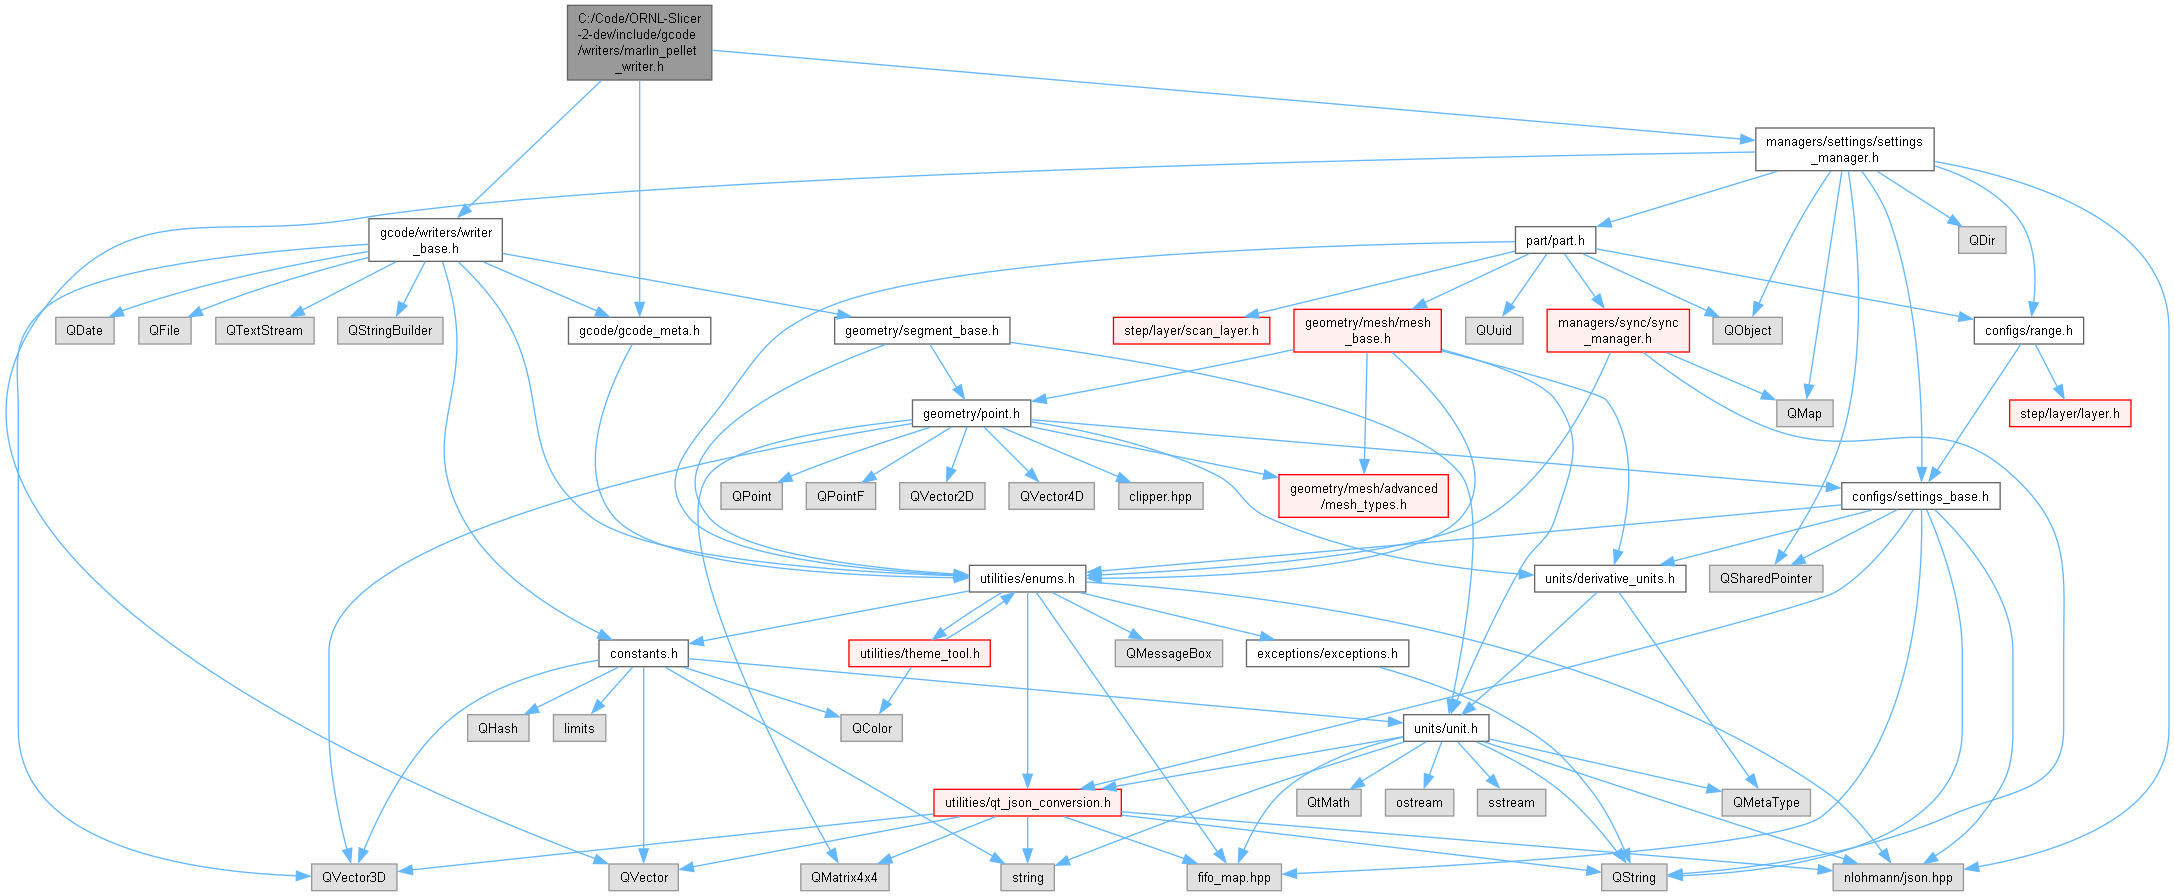 C:/Code/ORNL-Slicer
-2-dev/include/gcode
/writers/marlin_pellet
_writer.h
managers/settings/settings
_manager.h
gcode/writers/writer
_base.h
part/part.h
QDir
QDate
QFile
QTextStream
QStringBuilder
gcode/gcode_meta.h
geometry/segment_base.h
step/layer/scan_layer.h
geometry/mesh/mesh
_base.h
QUuid
managers/sync/sync
_manager.h
QObject
configs/range.h
geometry/point.h
QMap
step/layer/layer.h
QPoint
QPointF
QVector2D
QVector4D
clipper.hpp
geometry/mesh/advanced
/mesh_types.h
configs/settings_base.h
utilities/enums.h
units/derivative_units.h
QSharedPointer
constants.h
utilities/theme_tool.h
QMessageBox
exceptions/exceptions.h
QHash
limits
QColor
units/unit.h
utilities/qt_json_conversion.h
QtMath
ostream
sstream
QMetaType
QVector3D
QVector
QMatrix4x4
string
fifo_map.hpp
QString
nlohmann/json.hpp